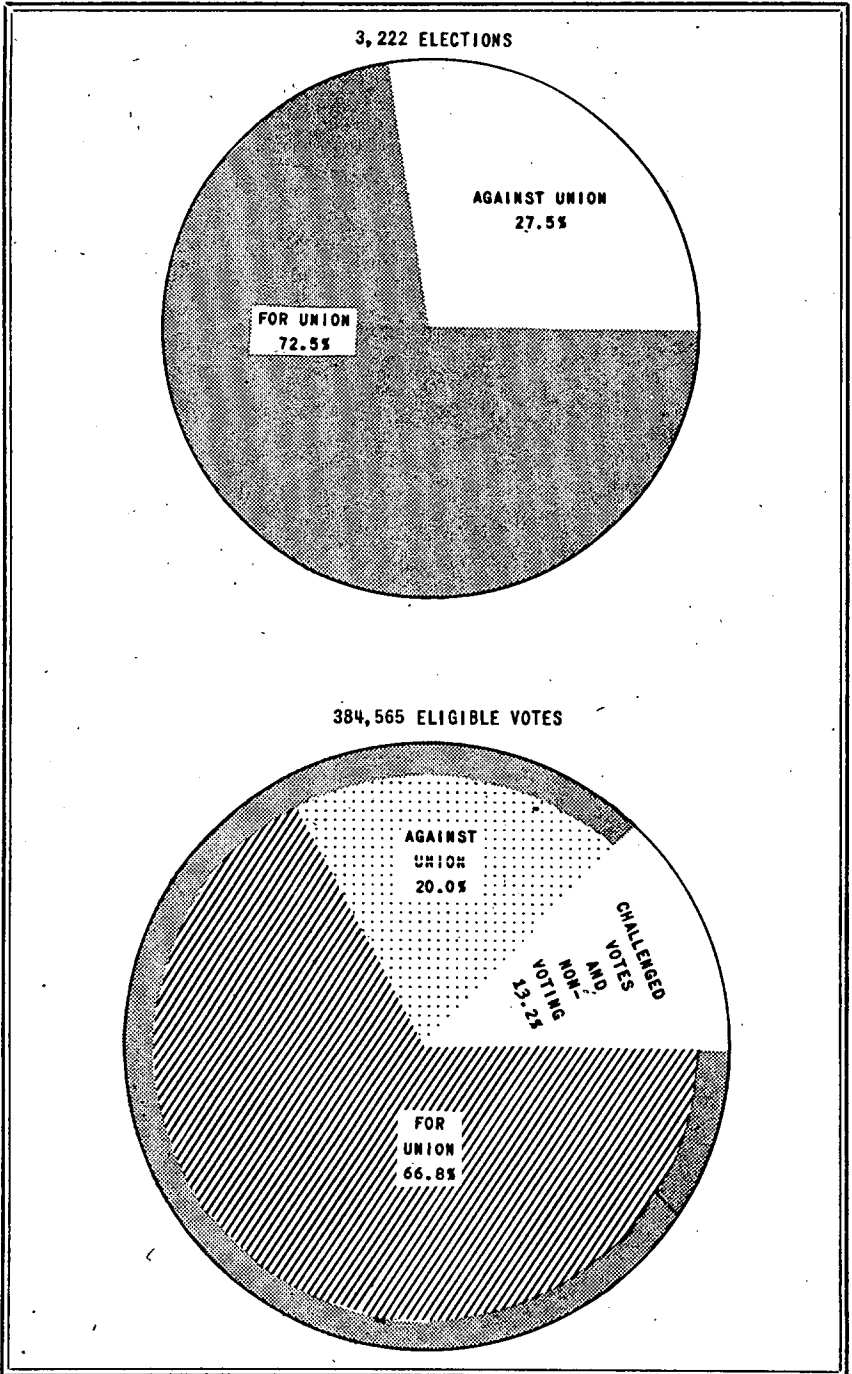 3,222 ELECTIONS
AGAINST UNION
27.5%
FOR UNION
72.5%
384,565 ELIGIBLE VOTES
AGAINST
UNION
20.0%
CHALLENGED
VOTES
AND
NON-
VOTING
13.2%
FOR
UNION
66.8%